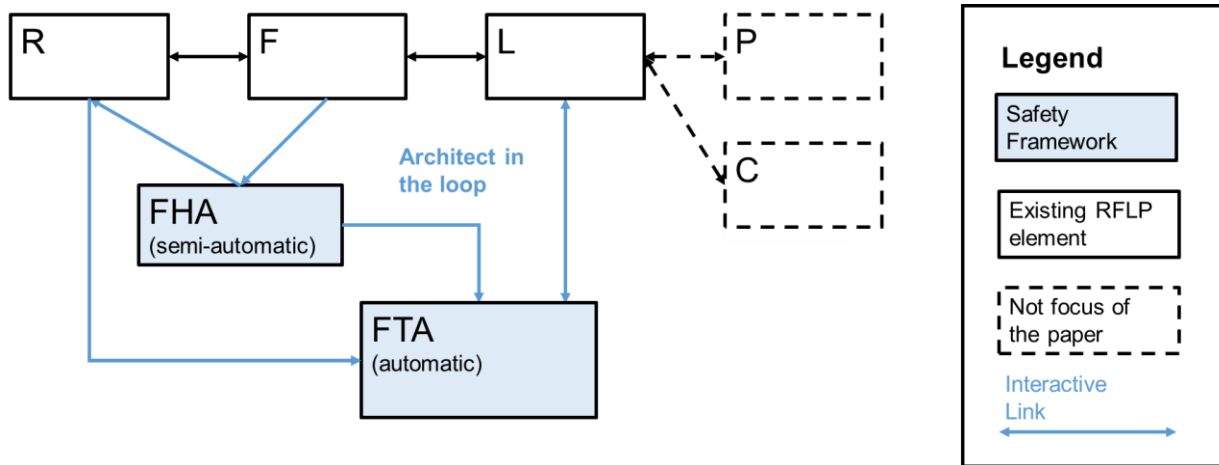 R
F
L
P
C
Architect in
the loop
FHA
(semi-automatic)
FTA
(automatic)
Legend
Safety
Framework
Existing RFLP
element
Not focus of
the paper
Interactive
Link